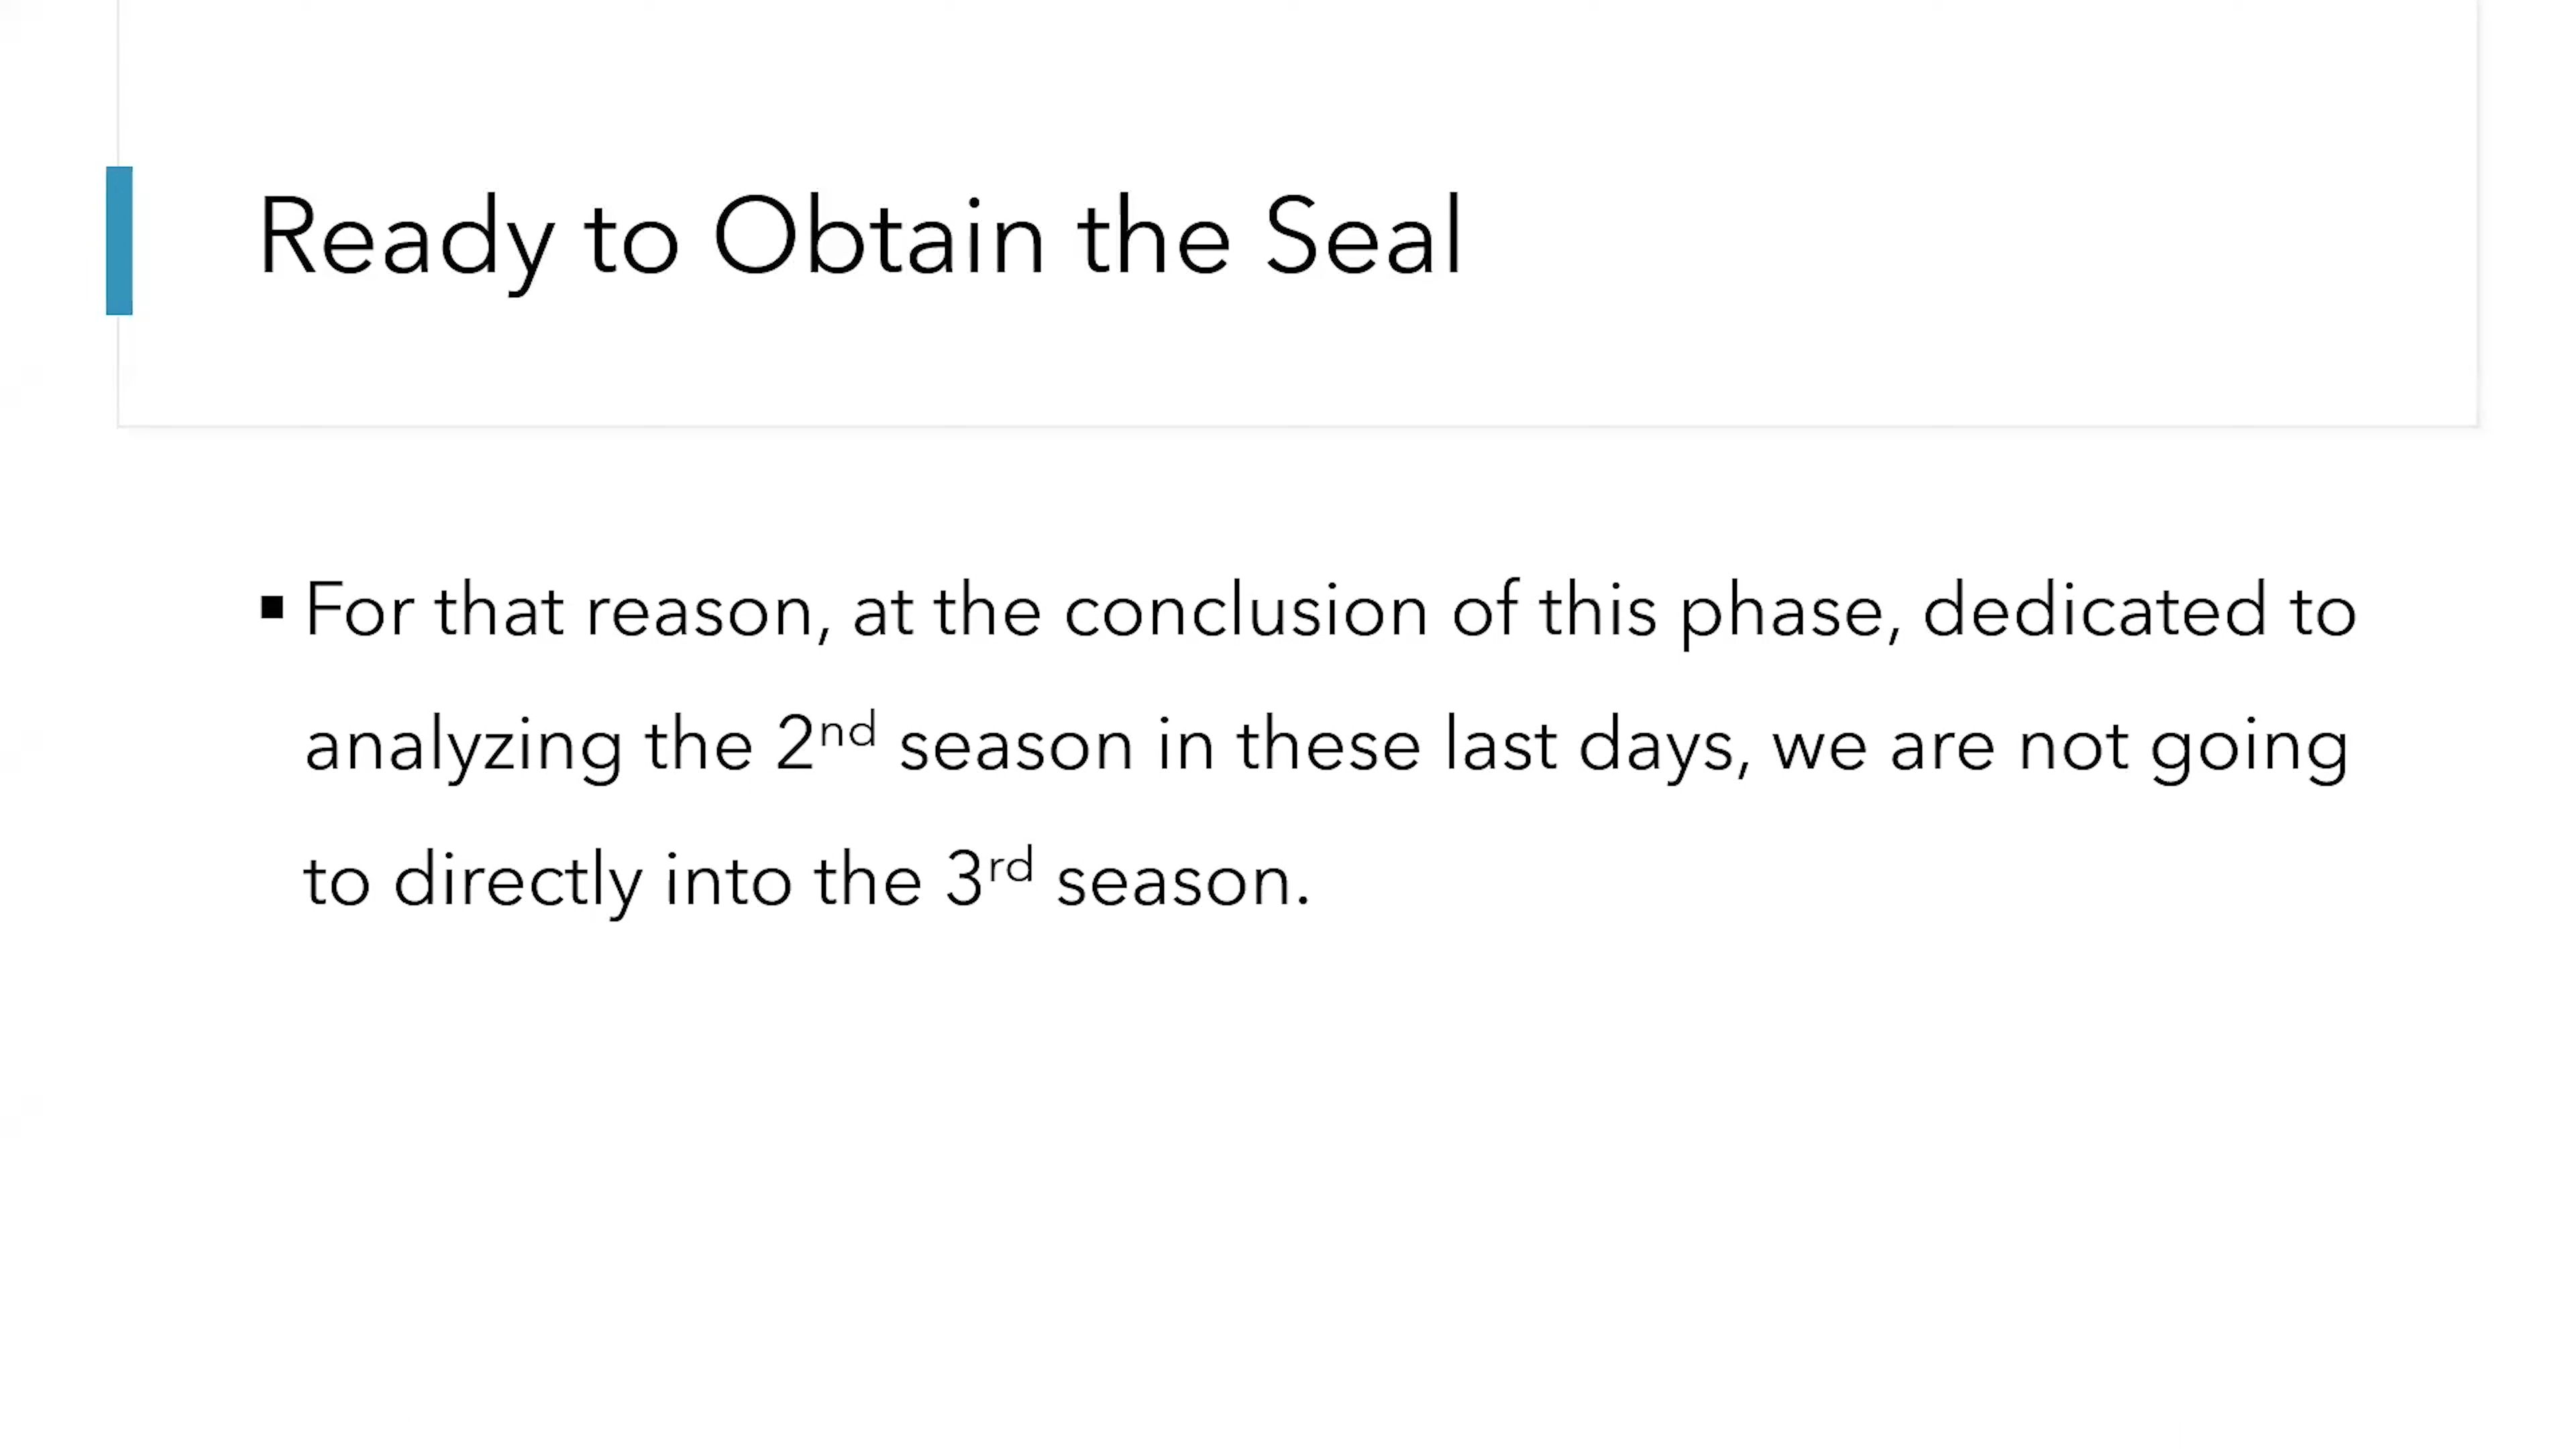 Ready to Obtain the Seal
▪ For that reason, at the conclusion of this phase, dedicated to
analyzing the 2nd season in these last days, we are not going
to directly into the 3rd season.